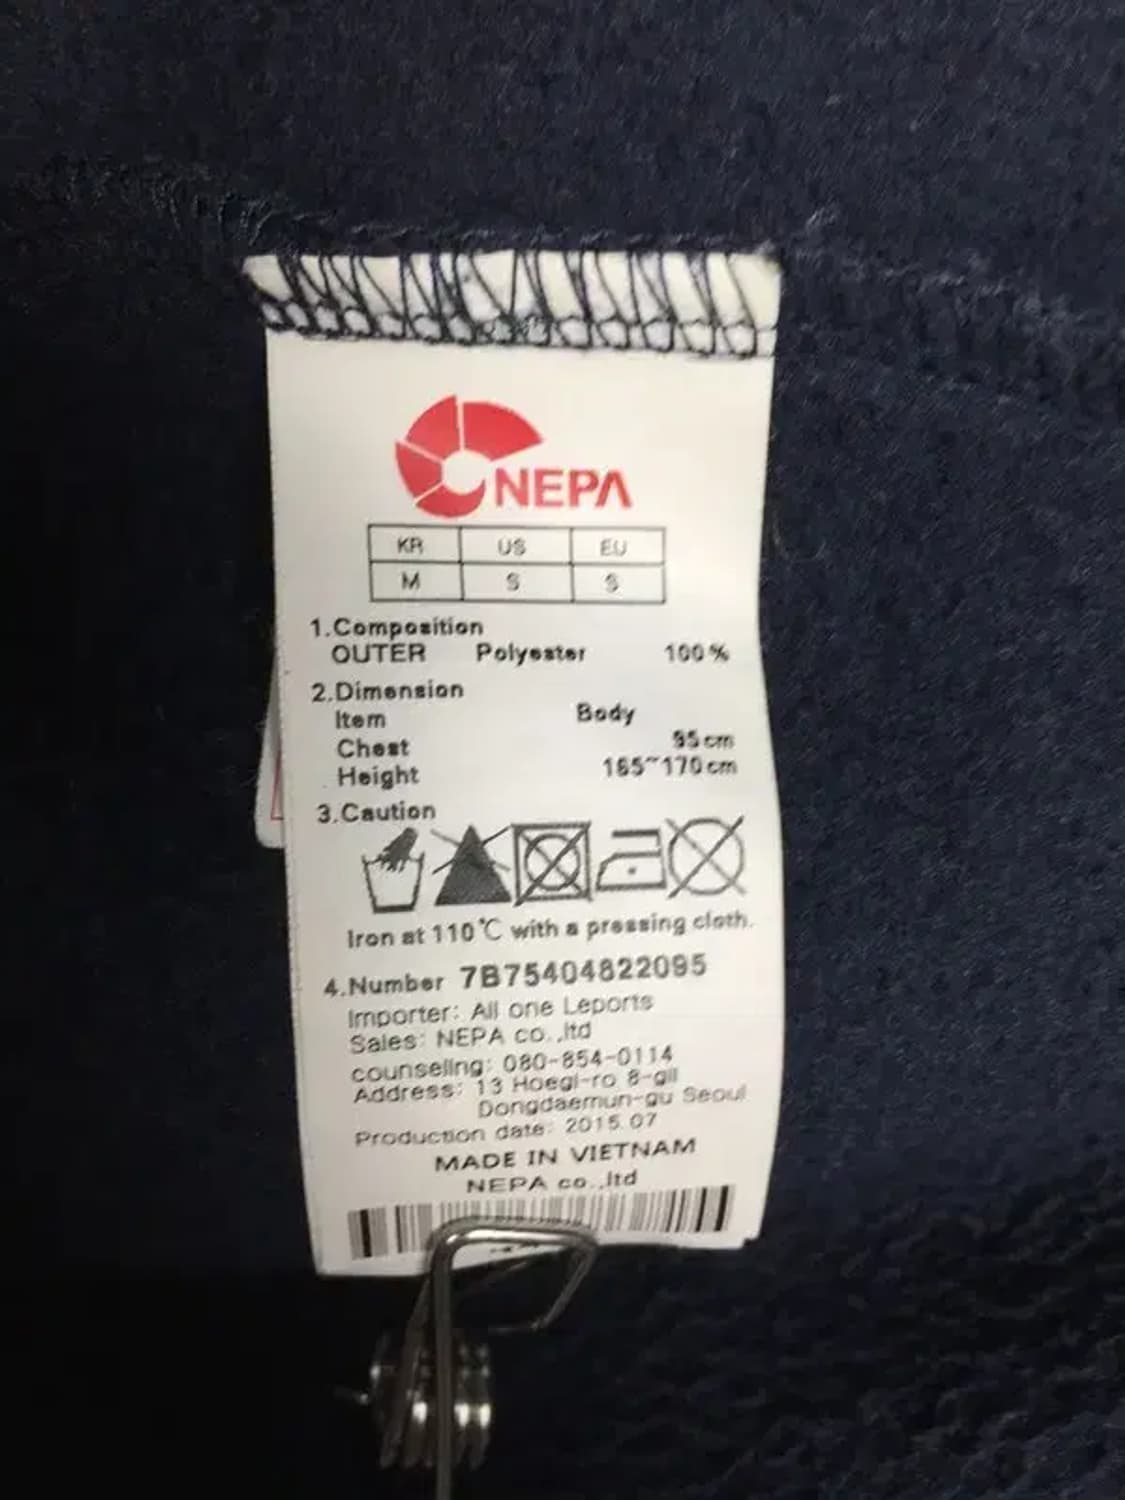 NEPA
KR US EU
M S S
1.Composition
OUTER Polyester 100%
2.Dimension
Item Body
Chest 95cm
Height 165~170cm
3.Caution
Iron at 110℃ with a pressing cloth.
4.Number 7B75404822095
Importer: All one Leports
Sales: NEPA co.,ltd
counseling: 080-854-0114
Address: 13 Hoegi-ro 8-gil
Dongdaemun-gu Seoul
Production date: 2015.07
MADE IN VIETNAM
NEPA co.,ltd